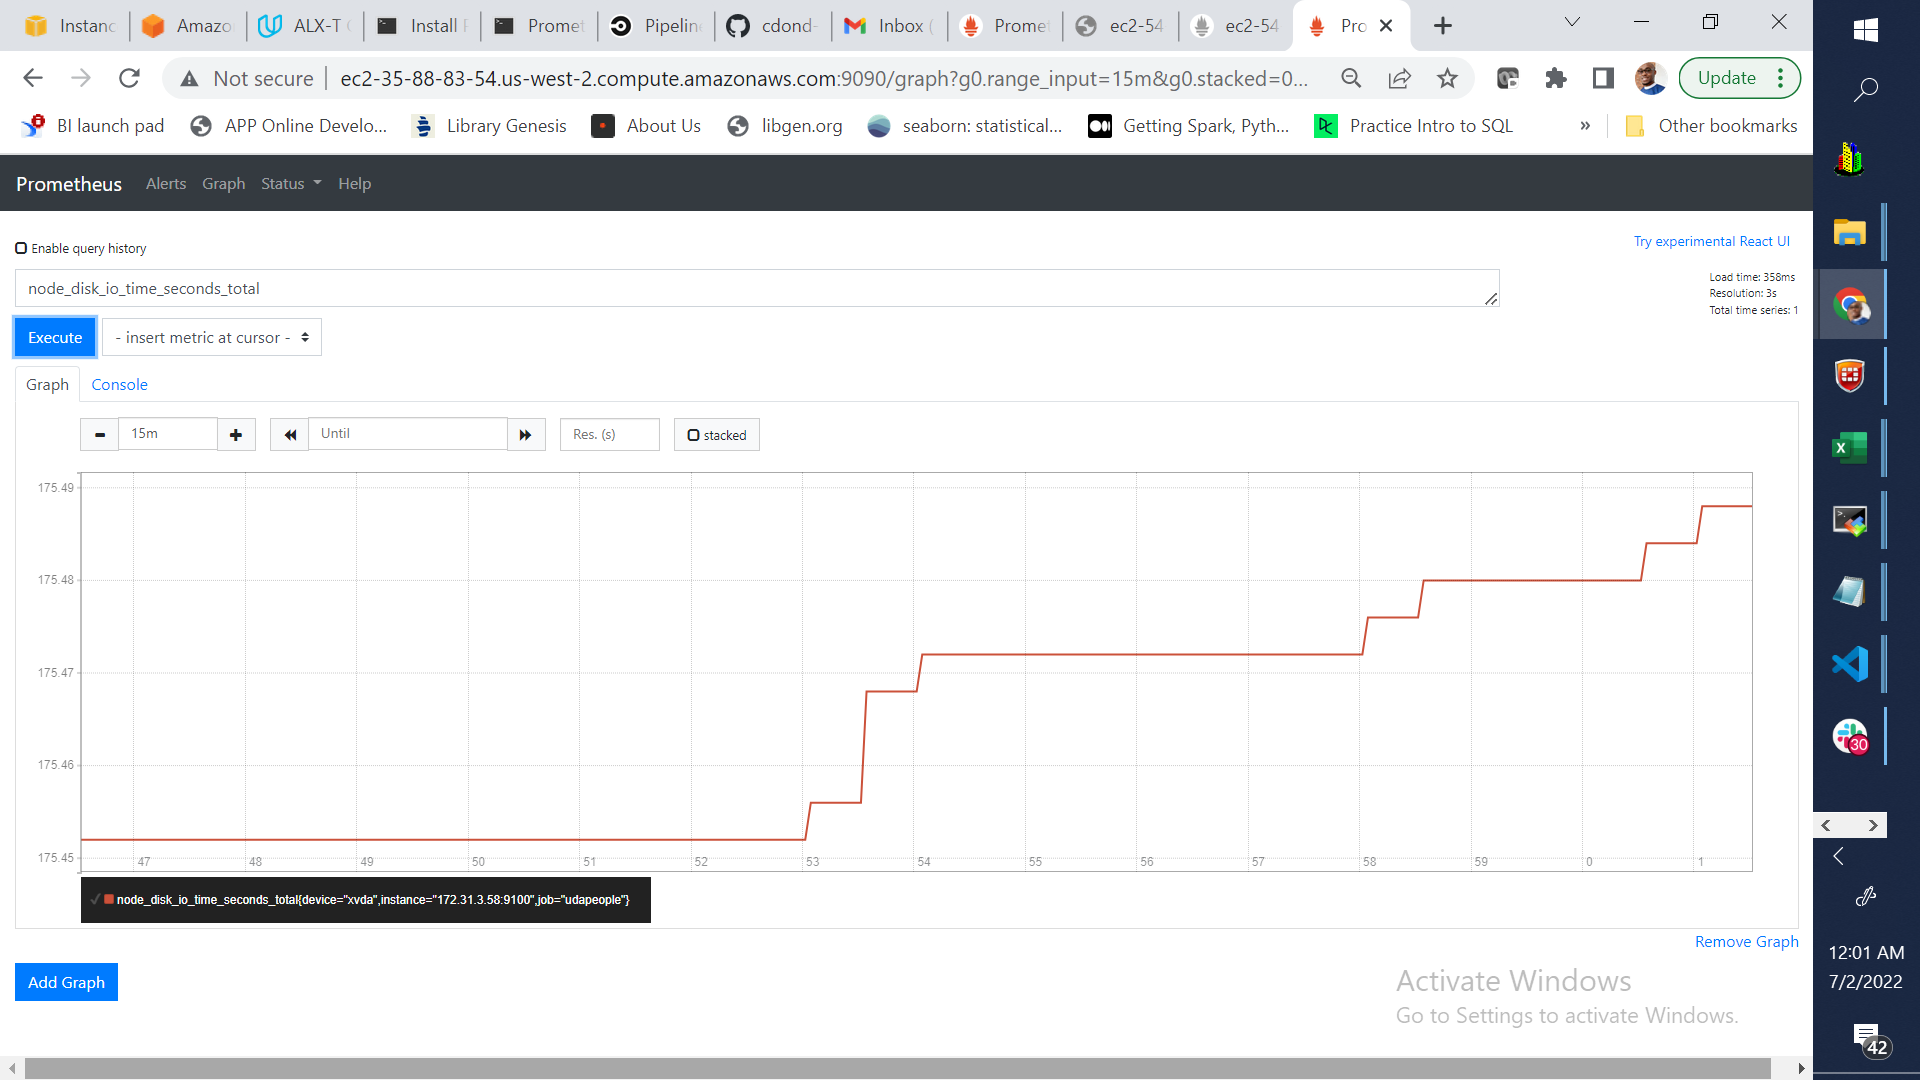 Instanc
Amazo
ALX-T
Install
Promet
Pipeline
cdond-
Inbox (
Promet
ec2-54
ec2-54
Pro
Not secure
ec2-35-88-83-54.us-west-2.compute.amazonaws.com:9090/graph?g0.range_input=15m&g0.stacked=0...
Update
BI launch pad
APP Online Develo...
Library Genesis
About Us
libgen.org
seaborn: statistical...
Getting Spark, Pyth...
Practice Intro to SQL
»
Other bookmarks
Prometheus
Alerts
Graph
Status
Help
Enable query history
Try experimental React UI
node_disk_io_time_seconds_total
Load time: 358ms
Resolution: 3s
Total time series: 1
Execute
- insert metric at cursor -
Graph
Console
15m
Until
Res. (s)
stacked
175.49
175.48
175.47
175.46
175.45
47 48 49 50 51 52 53 54 55 56 57 58 59 0 1
node_disk_io_time_seconds_total{device="xvda",instance="172.31.3.58:9100",job="udapeople"}
Remove Graph
Add Graph
Activate Windows
Go to Settings to activate Windows.
30
12:01 AM
7/2/2022
42